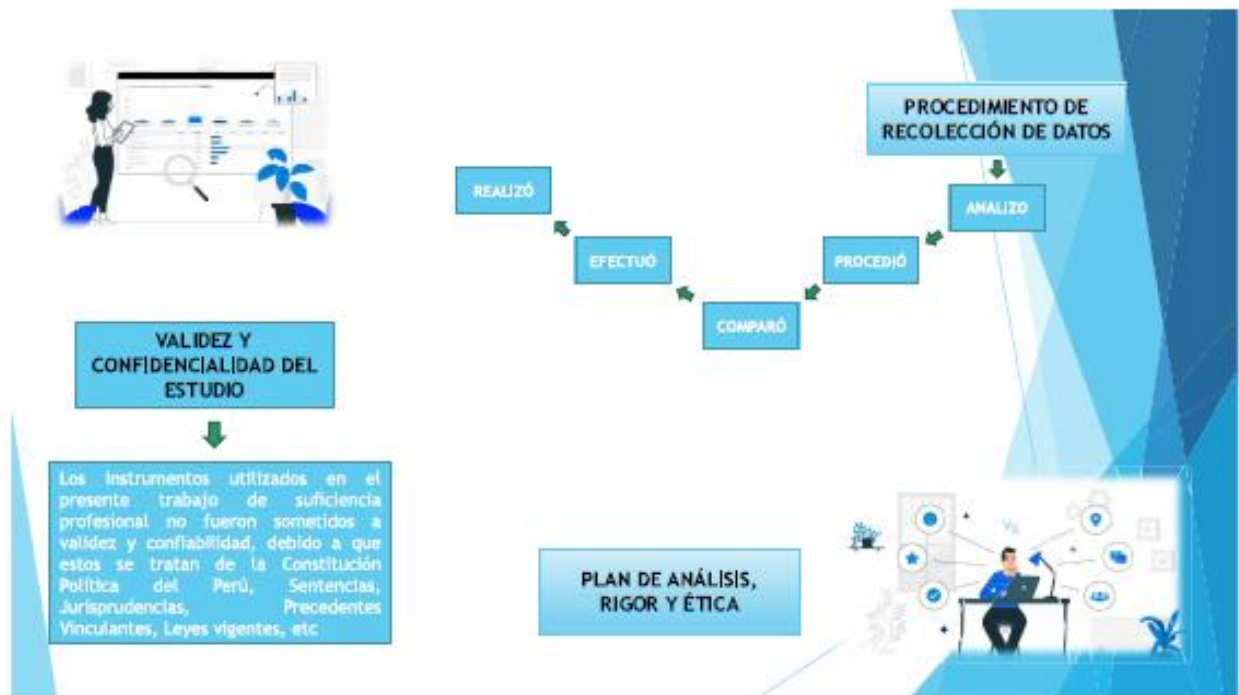 PROCEDIMIENTO DE
RECOLECCIÓN DE DATOS
ANALIZO
PROCEDIÓ
COMPARÓ
EFECTUÓ
REALIZÓ
VALIDEZ Y
CONFIDENCIALIDAD DEL
ESTUDIO
Los instrumentos utilizados en el
presente trabajo de suficiencia
profesional no fueron sometidos a
validez y confiabilidad, debido a que
estos se tratan de la Constitución
Política del Perú, Sentencias,
Jurisprudencias, Precedentes
Vinculantes, Leyes vigentes, etc
PLAN DE ANÁLISIS,
RIGOR Y ÉTICA